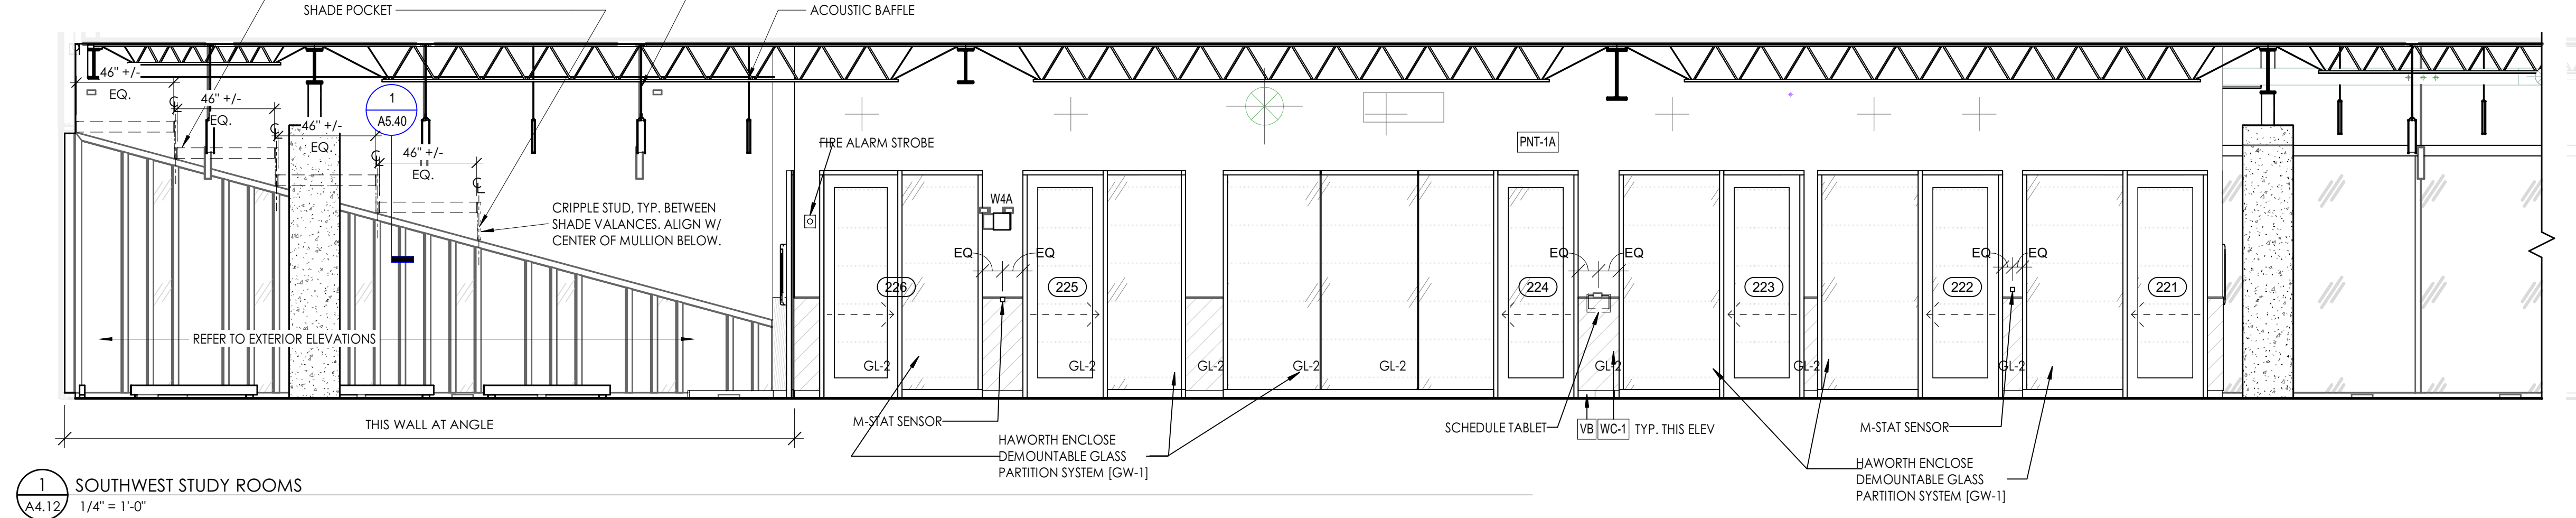 SHADE POCKET
ACOUSTIC BAFFLE
46" +/-
EQ.
46" +/-
EQ.
46" +/-
EQ.
46" +/-
EQ.
1
A5.40
CRIPPLE STUD, TYP. BETWEEN
SHADE VALANCES. ALIGN W/
CENTER OF MULLION BELOW.
FIRE ALARM STROBE
PNT-1A
W4A
EQ
EQ
EQ
EQ
EQ
EQ
226
225
224
223
222
221
REFER TO EXTERIOR ELEVATIONS
GL-2
GL-2
GL-2
GL-2
GL-2
GL-2
GL-2
GL-2
THIS WALL AT ANGLE
M-STAT SENSOR
HAWORTH ENCLOSE
DEMOUNTABLE GLASS
PARTITION SYSTEM [GW-1]
SCHEDULE TABLET
VB
WC-1
TYP. THIS ELEV
M-STAT SENSOR
HAWORTH ENCLOSE
DEMOUNTABLE GLASS
PARTITION SYSTEM [GW-1]
1
A4.12
SOUTHWEST STUDY ROOMS
1/4" = 1'-0"